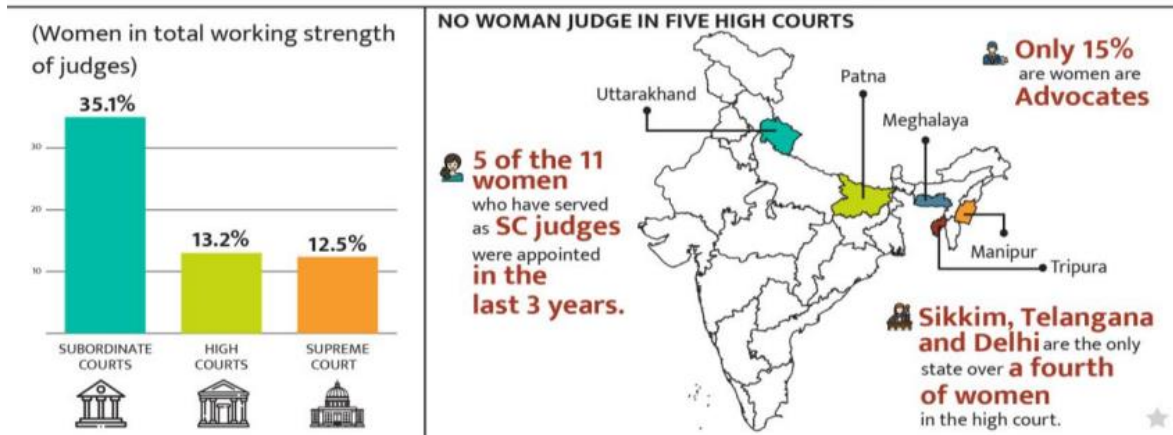 (Women in total working strength
of judges)
35.1%
30
20
13.2%
12.5%
10
SUBORDINATE
COURTS
HIGH
COURTS
SUPREME
COURT
NO WOMAN JUDGE IN FIVE HIGH COURTS
Uttarakhand
Patna
Meghalaya
Manipur
Tripura
Only 15%
are women are
Advocates
5 of the 11
women
who have served
as SC judges
were appointed
in the
last 3 years.
Sikkim, Telangana
and Delhi are the only
state over a fourth
of women
in the high court.